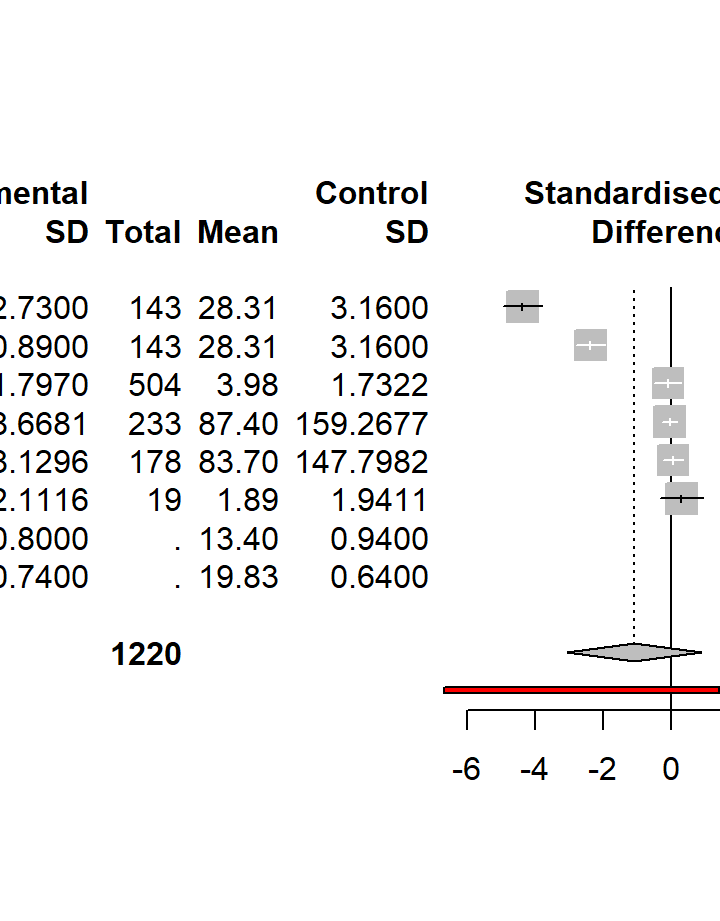 mental Control Standardised
SD Total Mean SD Differenc
2.7300 143 28.31 3.1600
0.8900 143 28.31 3.1600
1.7970 504 3.98 1.7322
3.6681 233 87.40 159.2677
3.1296 178 83.70 147.7982
2.1116 19 1.89 1.9411
0.8000 . 13.40 0.9400
0.7400 . 19.83 0.6400
1220
-6 -4 -2 0